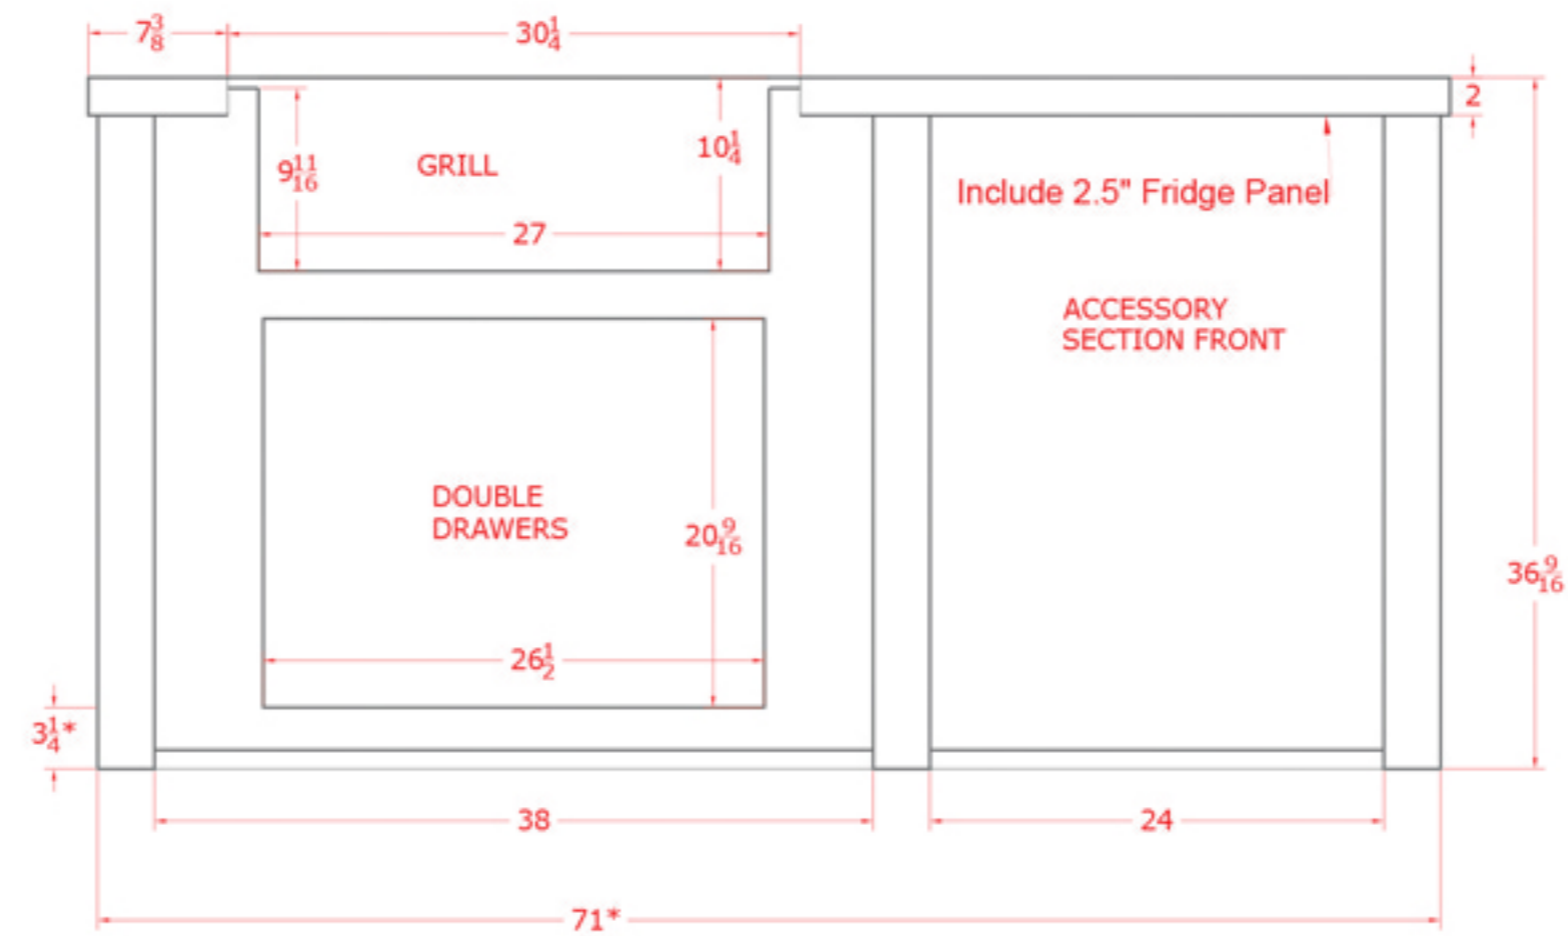 7 3/8
30 1/4
2
9 11/16
GRILL
10 1/4
Include 2.5" Fridge Panel
27
ACCESSORY
SECTION FRONT
DOUBLE
DRAWERS
20 9/16
36 9/16
26 1/2
3 1/4*
38
24
71*